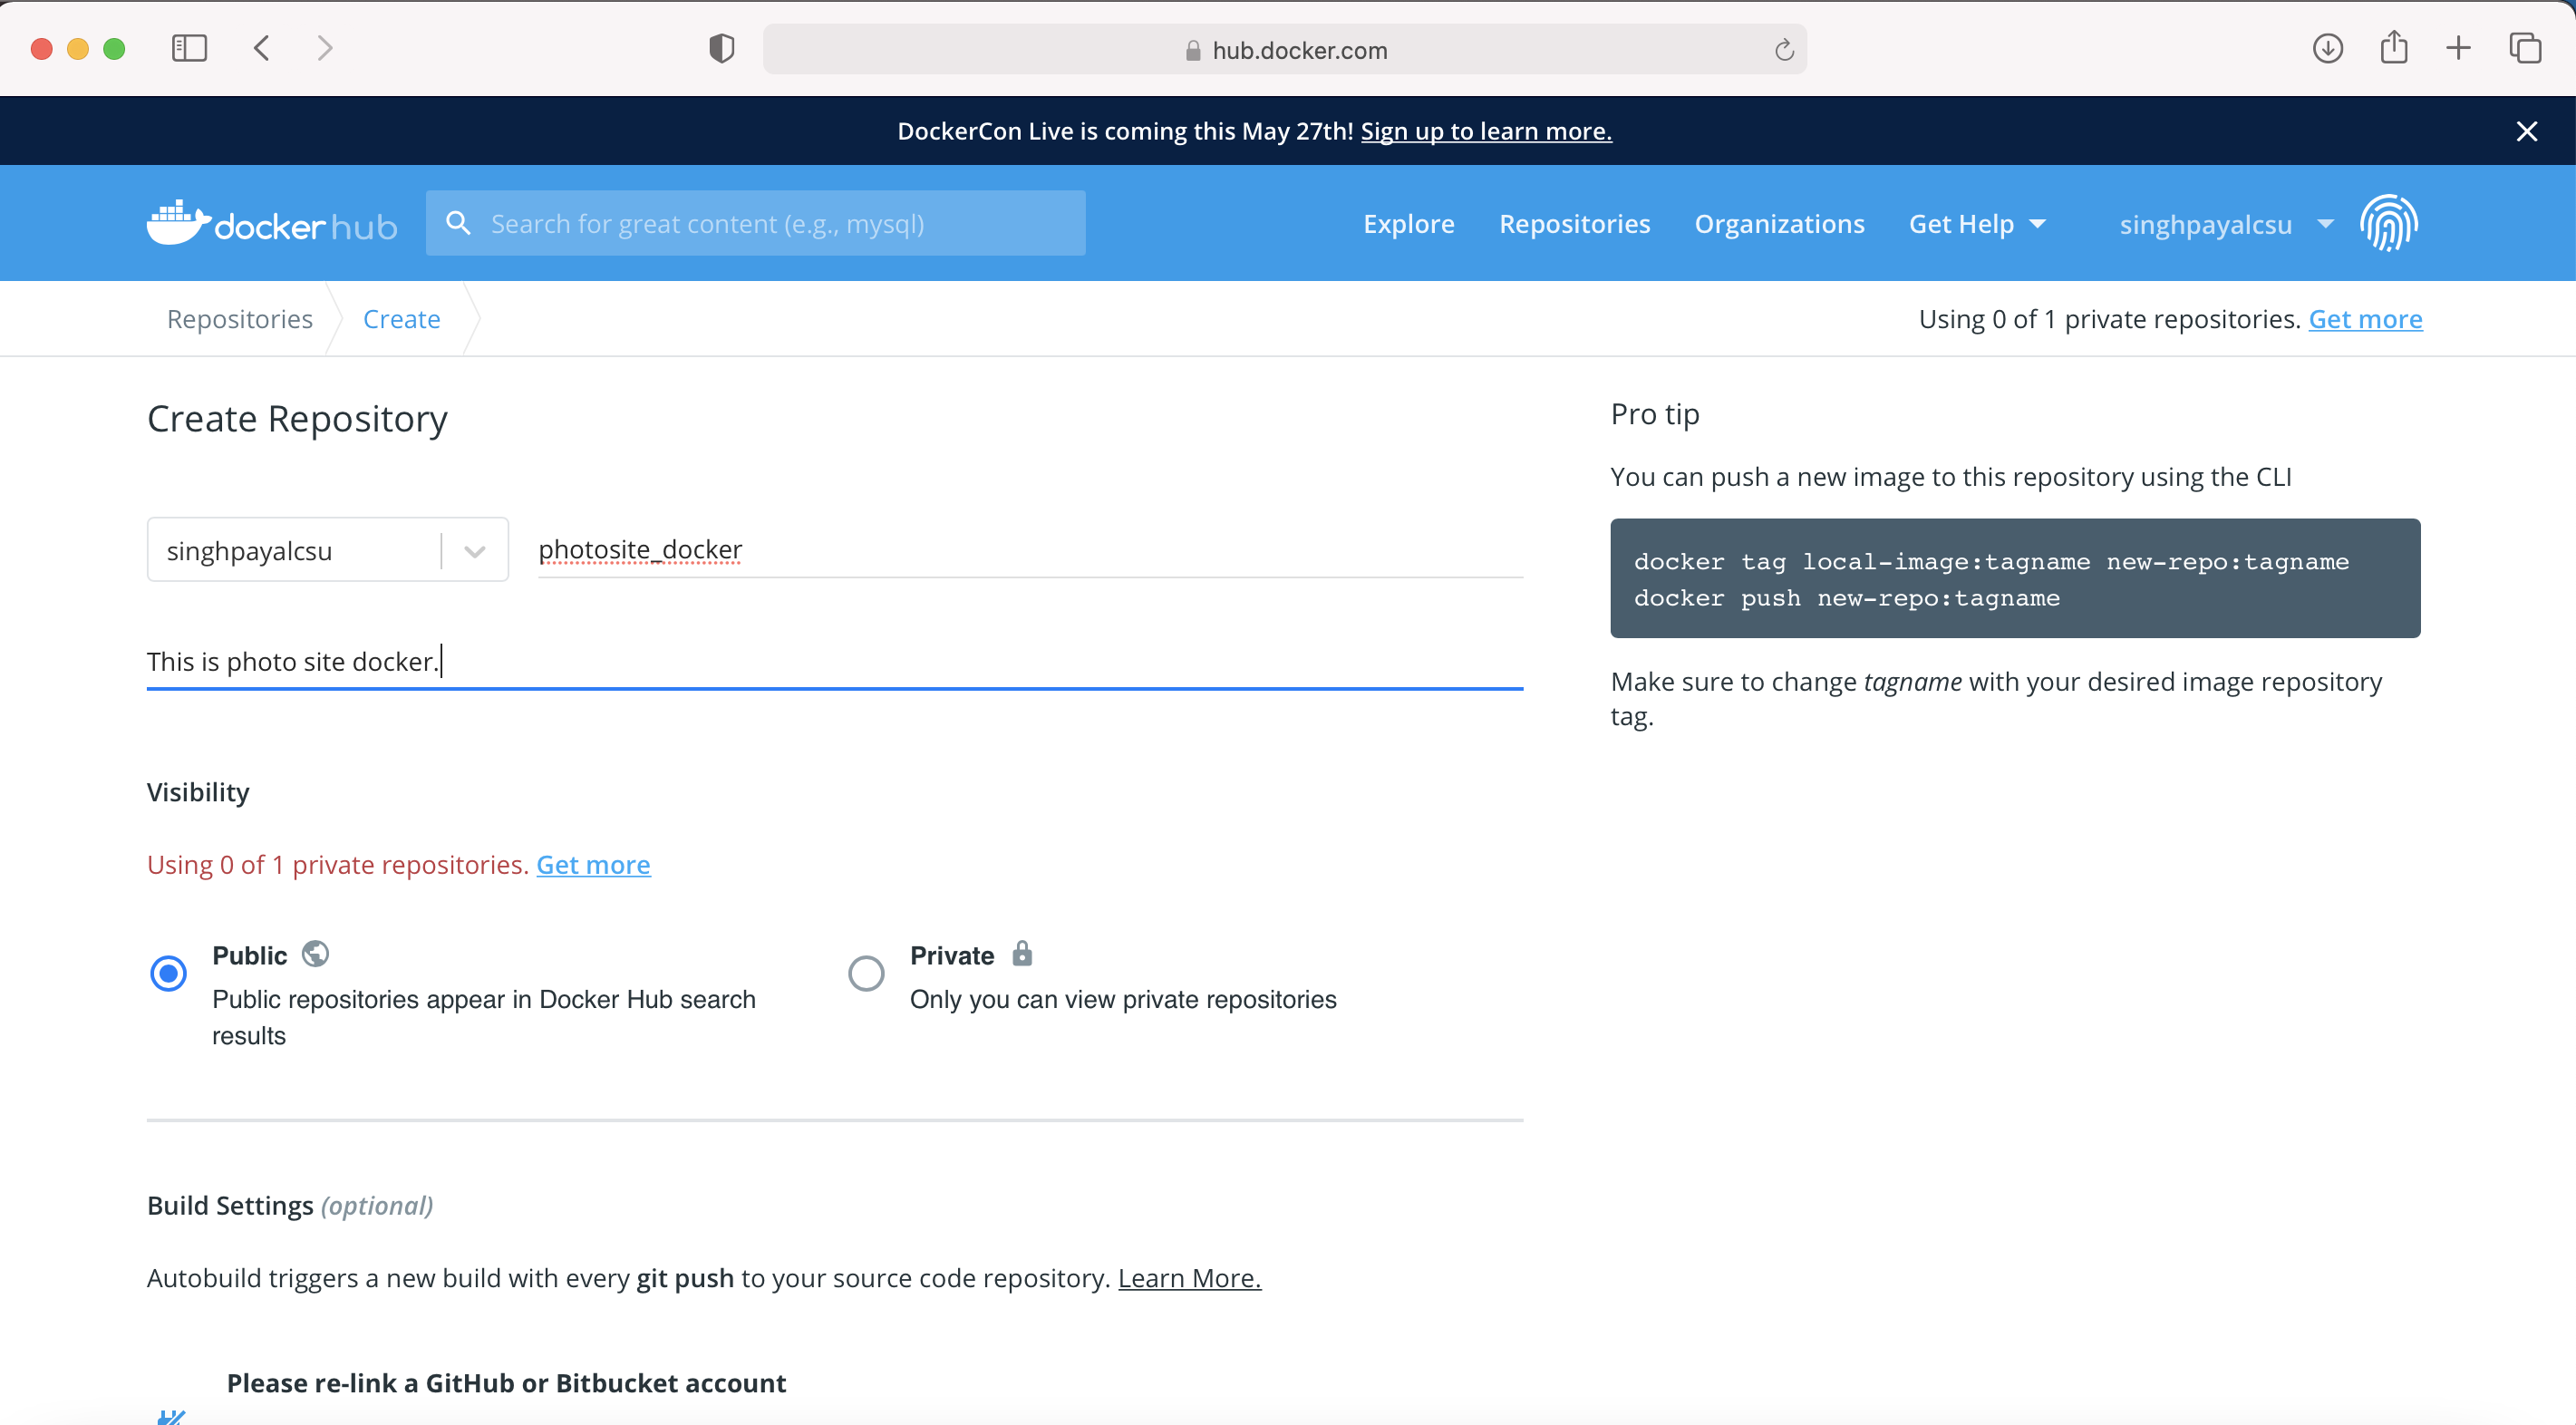 hub.docker.com
DockerCon Live is coming this May 27th! Sign up to learn more.
docker hub
Search for great content (e.g., mysql)
Explore Repositories Organizations Get Help singhpayalcsu
Repositories Create
Using 0 of 1 private repositories. Get more
Create Repository
singhpayalcsu photosite_docker
This is photo site docker.
Visibility
Using 0 of 1 private repositories. Get more
Public
Public repositories appear in Docker Hub search
results
Private
Only you can view private repositories
Build Settings (optional)
Autobuild triggers a new build with every git push to your source code repository. Learn More.
Please re-link a GitHub or Bitbucket account
Pro tip
You can push a new image to this repository using the CLI
docker tag local-image:tagname new-repo:tagname
docker push new-repo:tagname
Make sure to change tagname with your desired image repository
tag.